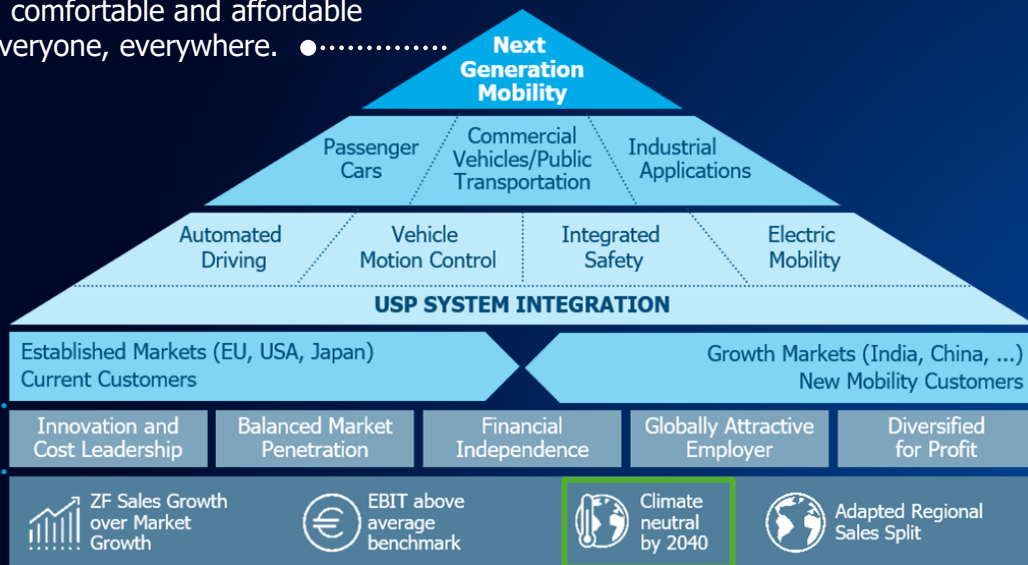 comfortable and affordable
everyone, everywhere.
Next
Generation
Mobility
Passenger
Cars
Commercial
Vehicles/Public
Transportation
Industrial
Applications
Automated
Driving
Vehicle
Motion Control
Integrated
Safety
Electric
Mobility
USP SYSTEM INTEGRATION
Established Markets (EU, USA, Japan)
Current Customers
Growth Markets (India, China, ...)
New Mobility Customers
Innovation and
Cost Leadership
Balanced Market
Penetration
Financial
Independence
Globally Attractive
Employer
Diversified
for Profit
ZF Sales Growth
over Market
Growth
EBIT above
average
benchmark
Climate
neutral
by 2040
Adapted Regional
Sales Split